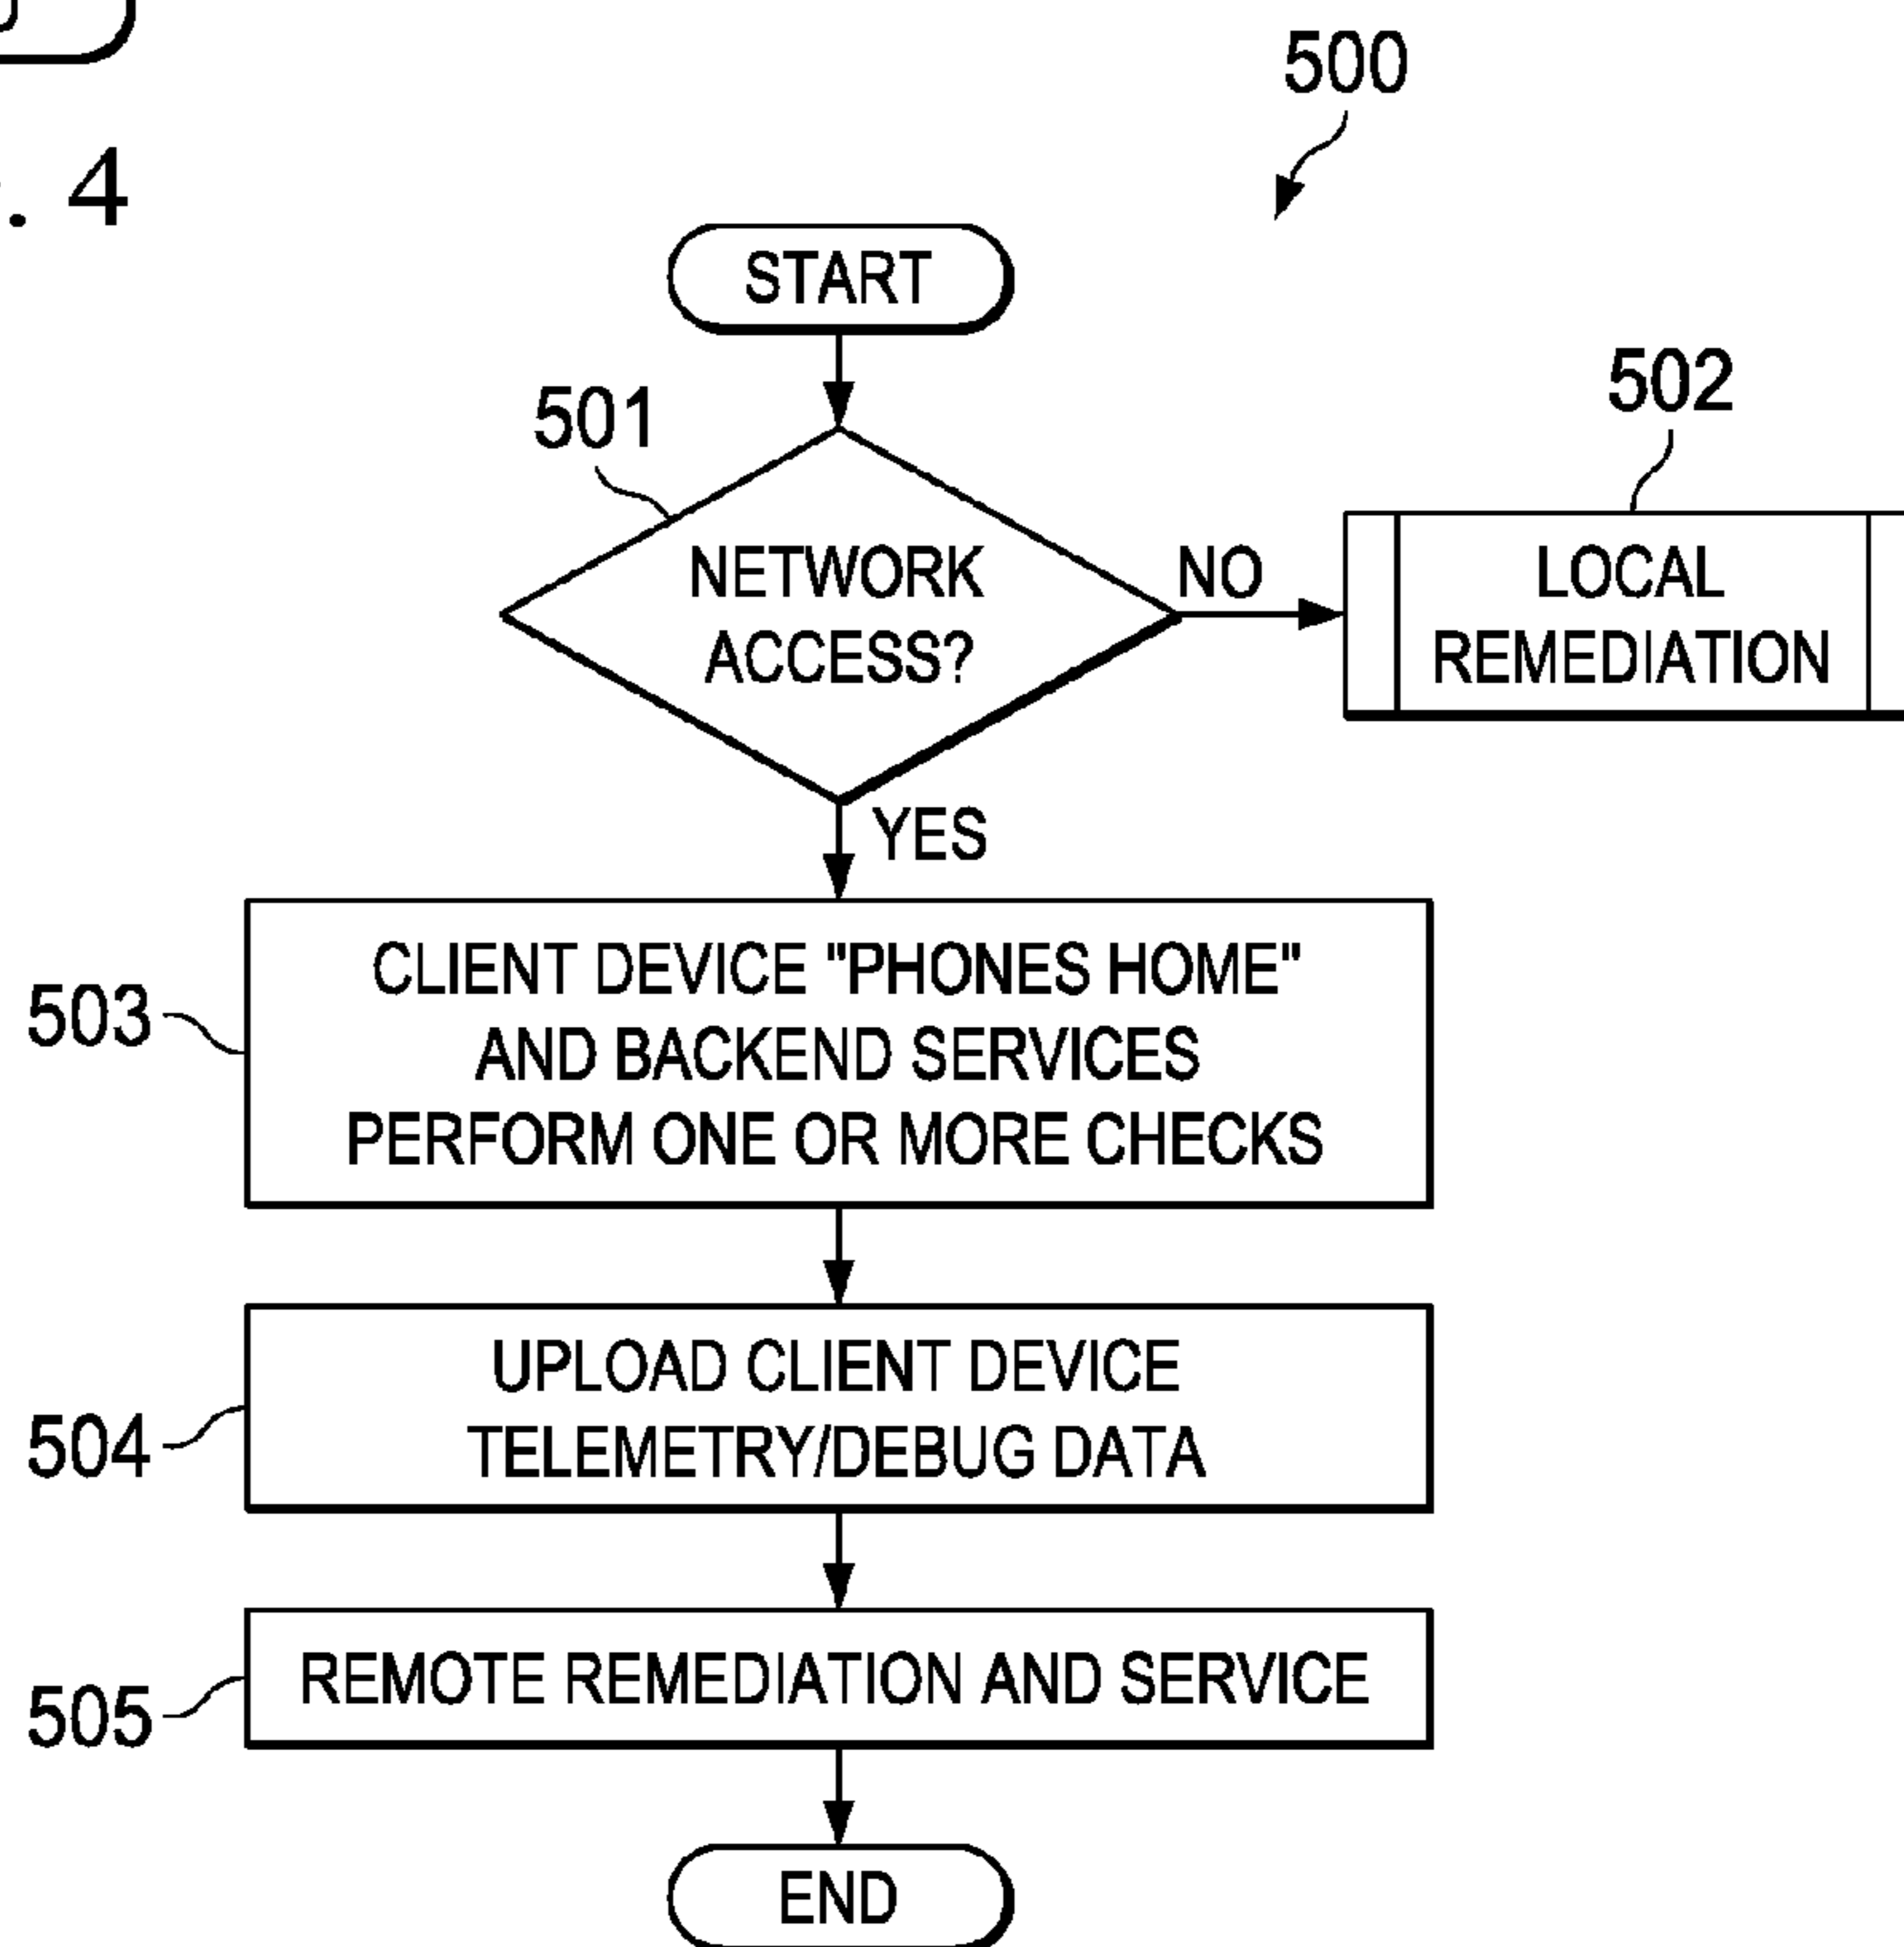 . 4
500
START
501
502
NETWORK
ACCESS?
NO
LOCAL
REMEDIATION
YES
503
CLIENT DEVICE "PHONES HOME"
AND BACKEND SERVICES
PERFORM ONE OR MORE CHECKS
504
UPLOAD CLIENT DEVICE
TELEMETRY/DEBUG DATA
505
REMOTE REMEDIATION AND SERVICE
END